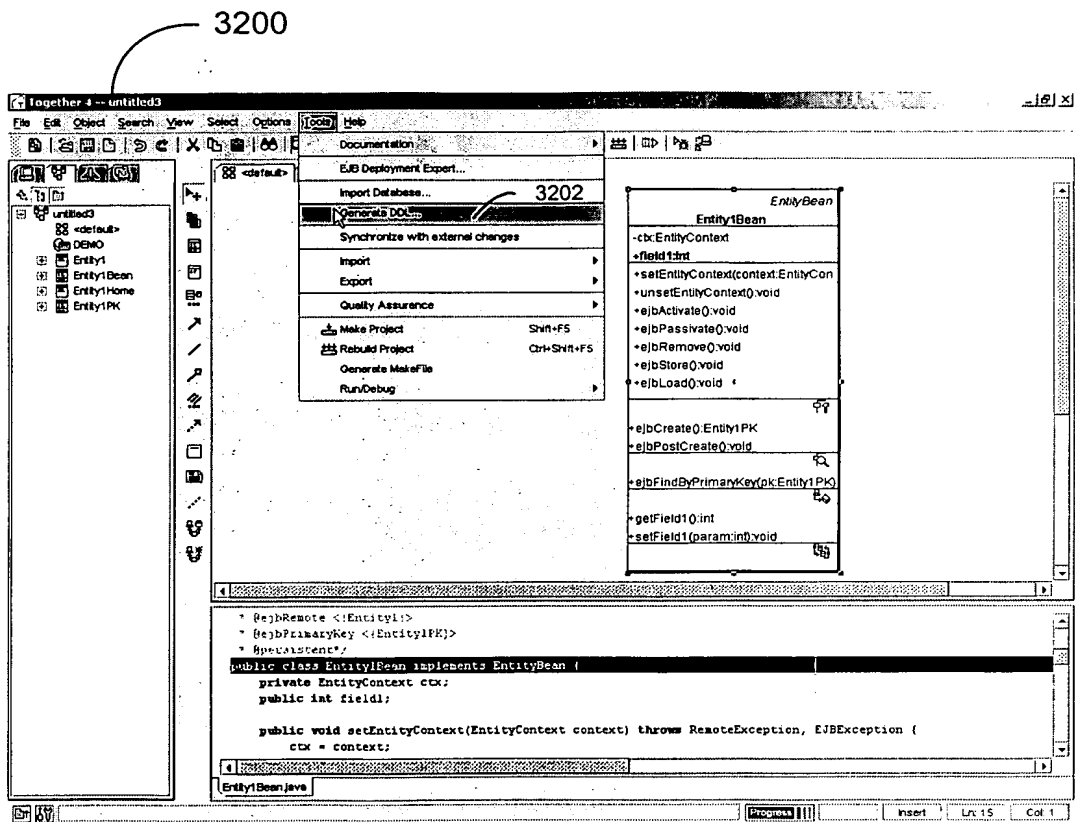 3200
Together 4 -- untitled3
File Edit Object Search View Select Options Tools Help
<default>
Documentation
EJB Deployment Expert...
Import Database...
3202
Generate DDL...
Synchronize with external changes
Import
Export
Quality Assurance
Make Project Shift+F5
Rebuild Project Ctrl+Shift+F5
Generate MakeFile
Run/Debug
untitled3
<default>
DEMO
Entity1
Entity1Bean
Entity1Home
Entity1PK
EntityBean
Entity1Bean
-ctx:EntityContext
+field1:int
+setEntityContext(context:EntityCon
+unsetEntityContext():void
+ejbActivate():void
+ejbPassivate():void
+ejbRemove():void
+ejbStore():void
+ejbLoad():void
+ejbCreate():Entity1PK
+ejbPostCreate():void
+ejbFindByPrimaryKey(pk:Entity1PK)
+getField1():int
+setField1(param:int):void
* @ejbRemote <{Entity1}>
* @ejbPrimaryKey <{Entity1PK}>
* @persistent*/
public class Entity1Bean implements EntityBean {
private EntityContext ctx;
public int field1;
public void setEntityContext(EntityContext context) throws RemoteException, EJBException {
ctx = context;
Entity1Bean.java
Progress Insert Ln: 15 Col: 1